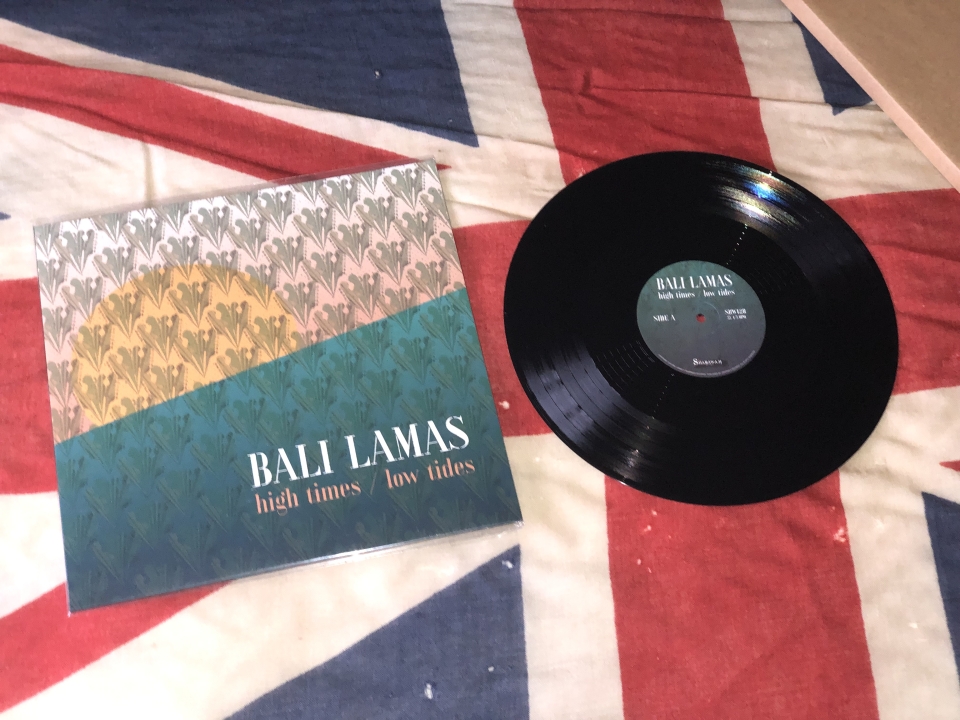 BALI LAMAS
high times / low tides
BALI LAMAS
high times / low tides
SIDE A